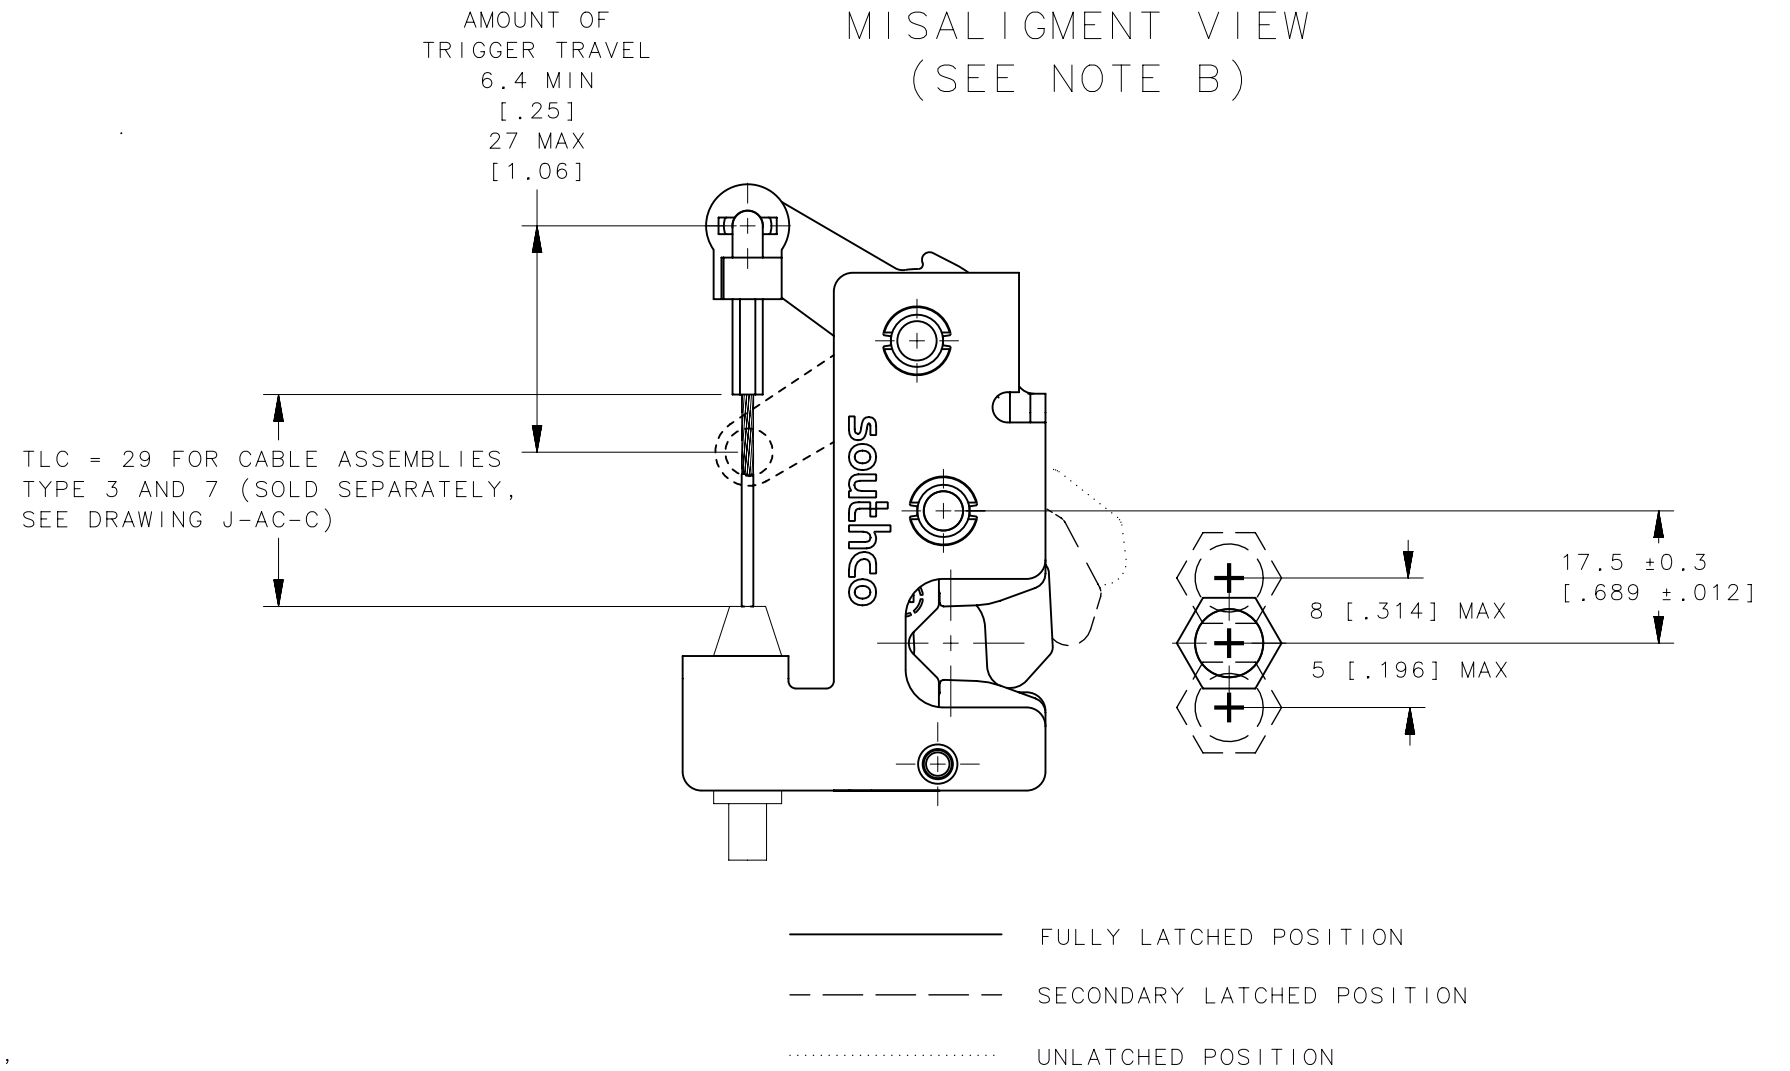 AMOUNT OF
TRIGGER TRAVEL
6.4 MIN
[.25]
27 MAX
[1.06]
MISALIGMENT VIEW
(SEE NOTE B)
TLC = 29 FOR CABLE ASSEMBLIES
TYPE 3 AND 7 (SOLD SEPARATELY,
SEE DRAWING J-AC-C)
southco
17.5 ±0.3
[.689 ±.012]
8 [.314] MAX
5 [.196] MAX
FULLY LATCHED POSITION
SECONDARY LATCHED POSITION
UNLATCHED POSITION